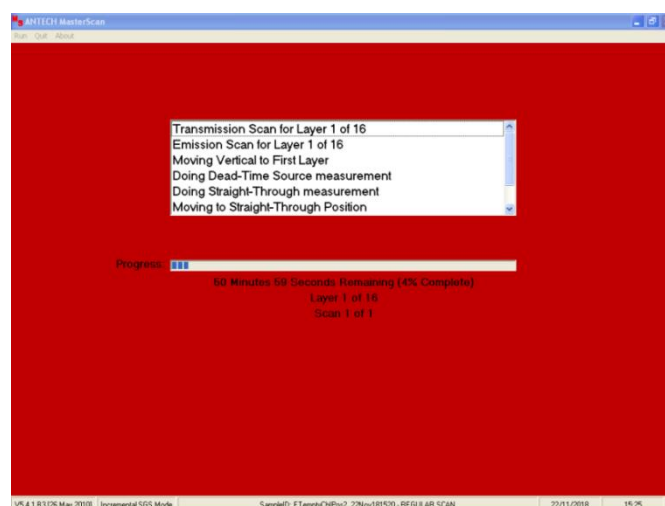 ANTECH MasterScan
Run Quit About
Transmission Scan for Layer 1 of 16
Emission Scan for Layer 1 of 16
Moving Vertical to First Layer
Doing Dead-Time Source measurement
Doing Straight-Through measurement
Moving to Straight-Through Position
Progress:
60 Minutes 59 Seconds Remaining (4% Complete)
Layer 1 of 16
Scan 1 of 1
Incremental SGS Mode REGULAR SCAN 22/11/2018 15:25